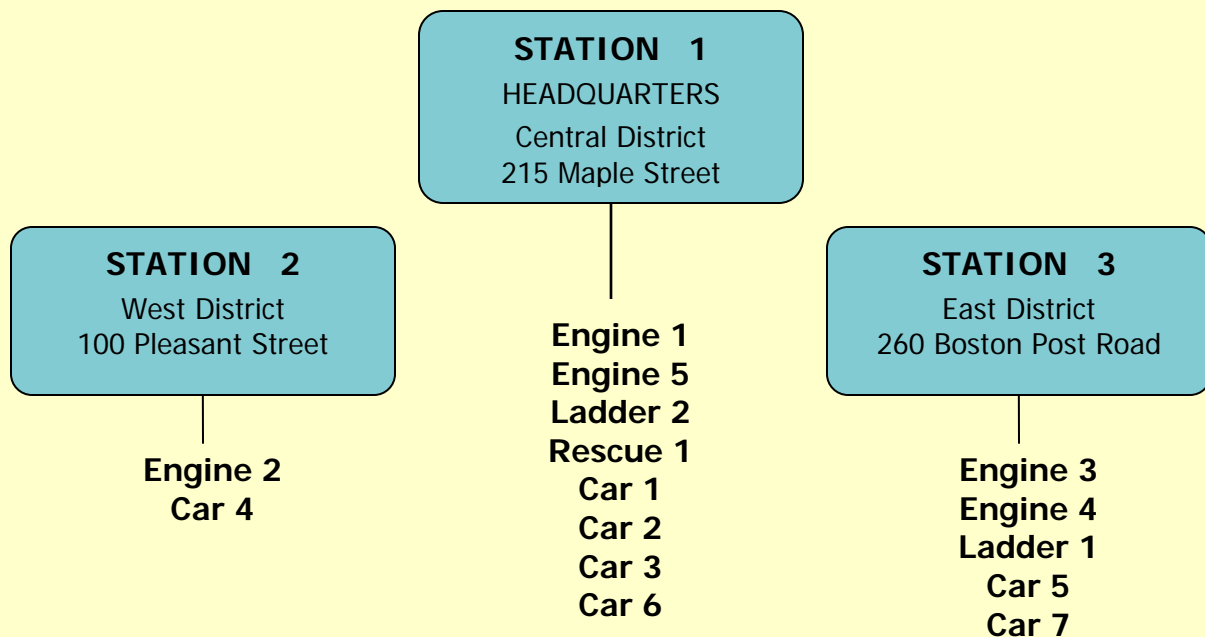 STATION 1
HEADQUARTERS
Central District
215 Maple Street
STATION 2
West District
100 Pleasant Street
STATION 3
East District
260 Boston Post Road
Engine 1
Engine 5
Ladder 2
Rescue 1
Car 1
Car 2
Car 3
Car 6
Engine 2
Car 4
Engine 3
Engine 4
Ladder 1
Car 5
Car 7